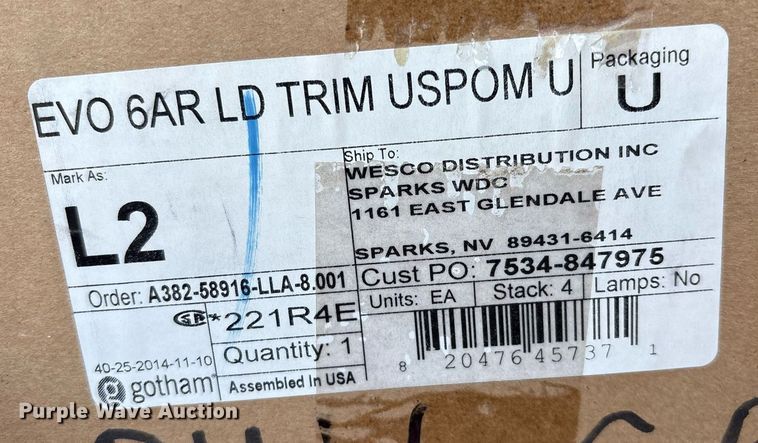 EVO 6AR LD TRIM USPOM U
Packaging
U
Mark As:
L2
Ship To:
WESCO DISTRIBUTION INC
SPARKS WDC
1161 EAST GLENDALE AVE
SPARKS, NV 89431-6414
Order: A382-58916-LLA-8.001
Cust PO: 7534-847975
Units: EA
Stack: 4
Lamps: No
*221R4E
40-25-2014-11-10
Quantity: 1
gotham
Assembled In USA
8 20476 45737 1
Purple Wave Auction